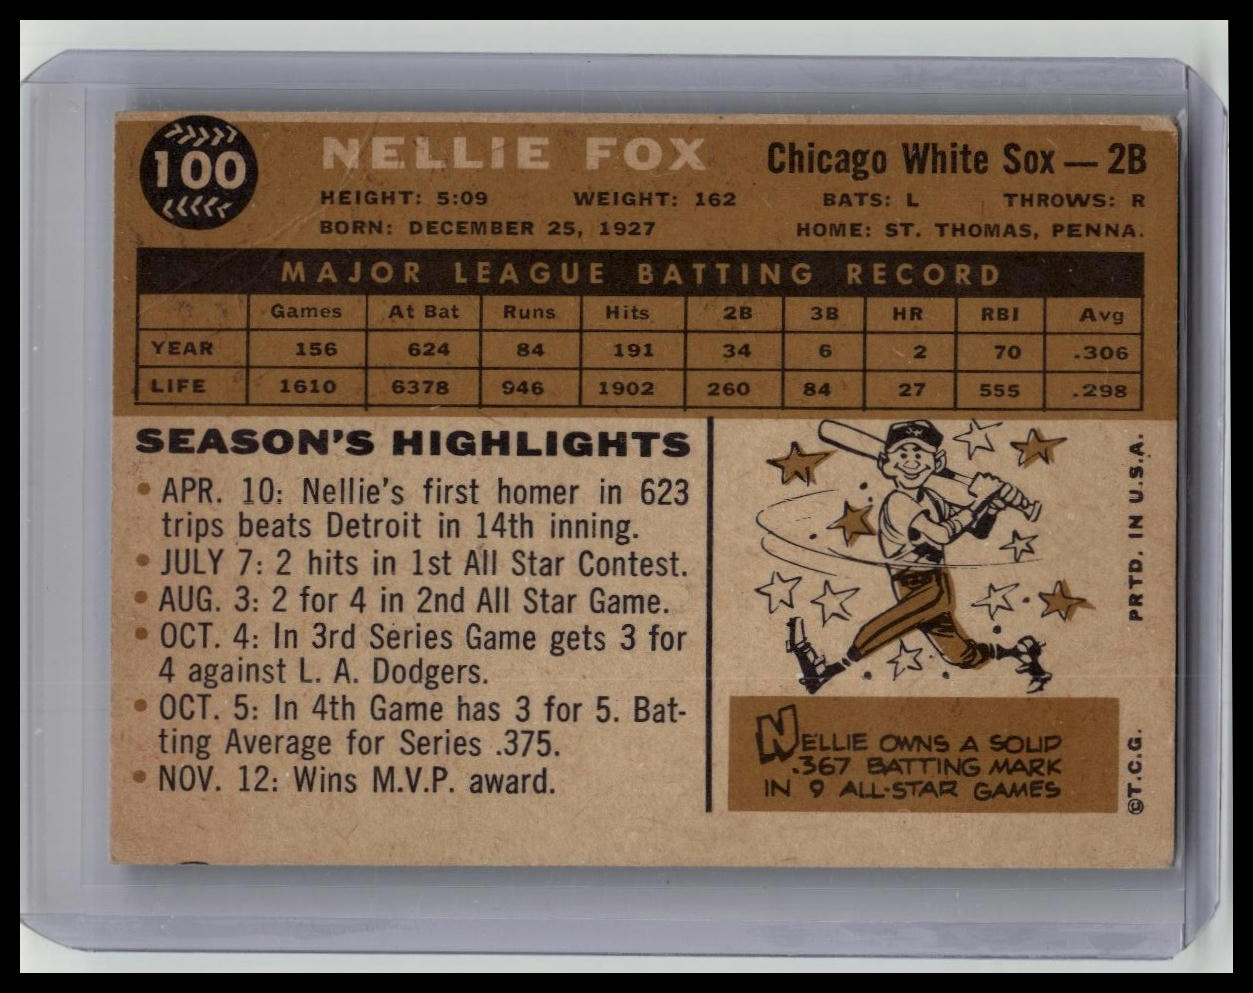 100
NELLIE FOX
Chicago White Sox — 2B
HEIGHT: 5:09 WEIGHT: 162 BATS: L THROWS: R
BORN: DECEMBER 25, 1927 HOME: ST. THOMAS, PENNA.
MAJOR LEAGUE BATTING RECORD
Games At Bat Runs Hits 2B 3B HR RBI Avg
YEAR 156 624 84 191 34 6 2 70 .306
LIFE 1610 6378 946 1902 260 84 27 555 .298
SEASON'S HIGHLIGHTS
• APR. 10: Nellie's first homer in 623
trips beats Detroit in 14th inning.
• JULY 7: 2 hits in 1st All Star Contest.
• AUG. 3: 2 for 4 in 2nd All Star Game.
• OCT. 4: In 3rd Series Game gets 3 for
4 against L. A. Dodgers.
• OCT. 5: In 4th Game has 3 for 5. Bat-
ting Average for Series .375.
• NOV. 12: Wins M.V.P. award.
NELLIE OWNS A SOLID
.367 BATTING MARK
IN 9 ALL-STAR GAMES
©T.C.G. PRTD. IN U.S.A.